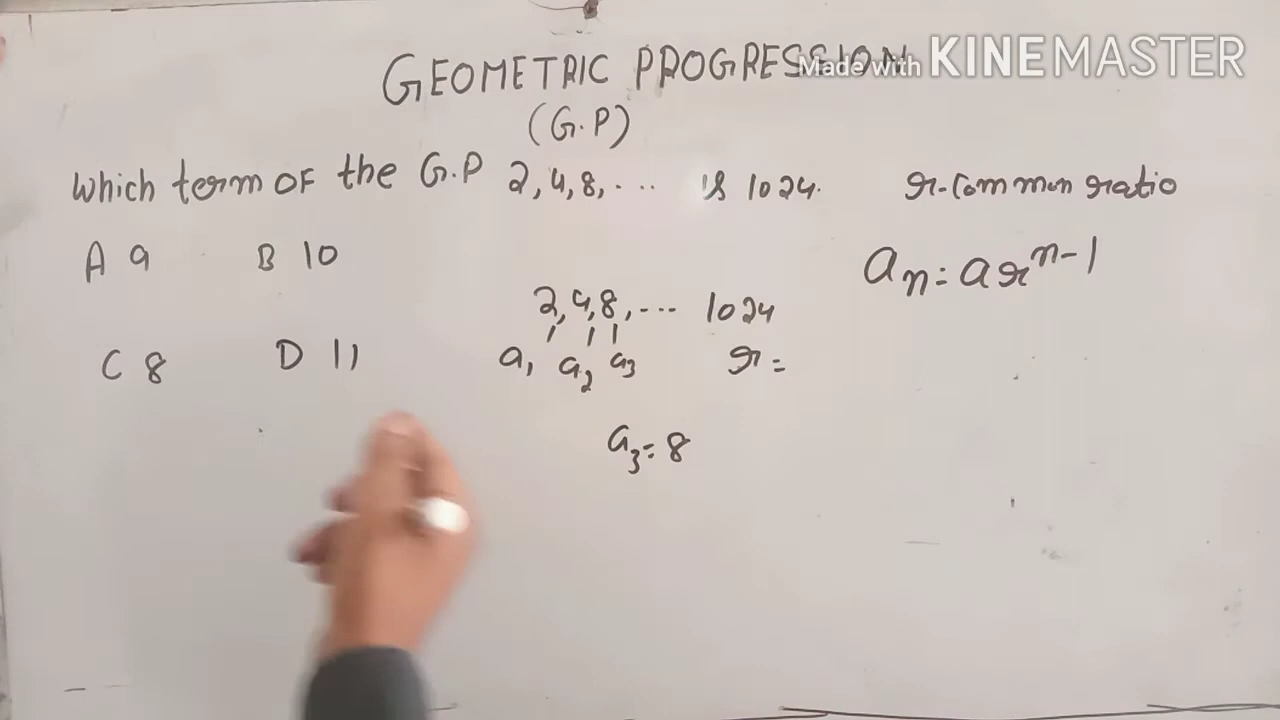 GEOMETRIC PROGRESSION
Made with KINEMASTER
(G.P)
Which term OF the G.P 2, 4, 8, ... is 1024.
r-Common ratio
A 9 B 10
aₙ = arⁿ⁻¹
2, 4, 8, ... 1024
C 8 D 11
a₁ a₂ a₃ r =
a₃ = 8